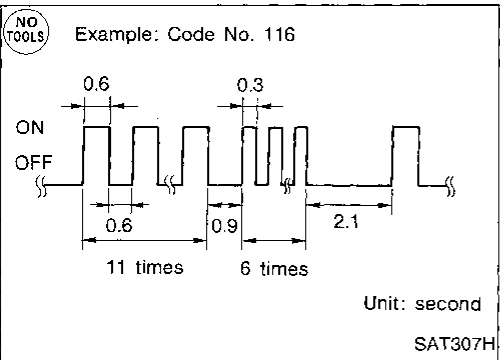 NO
TOOLS
Example: Code No. 116
0.6
0.3
ON
OFF
0.6
0.9
2.1
11 times
6 times
Unit: second
SAT307H